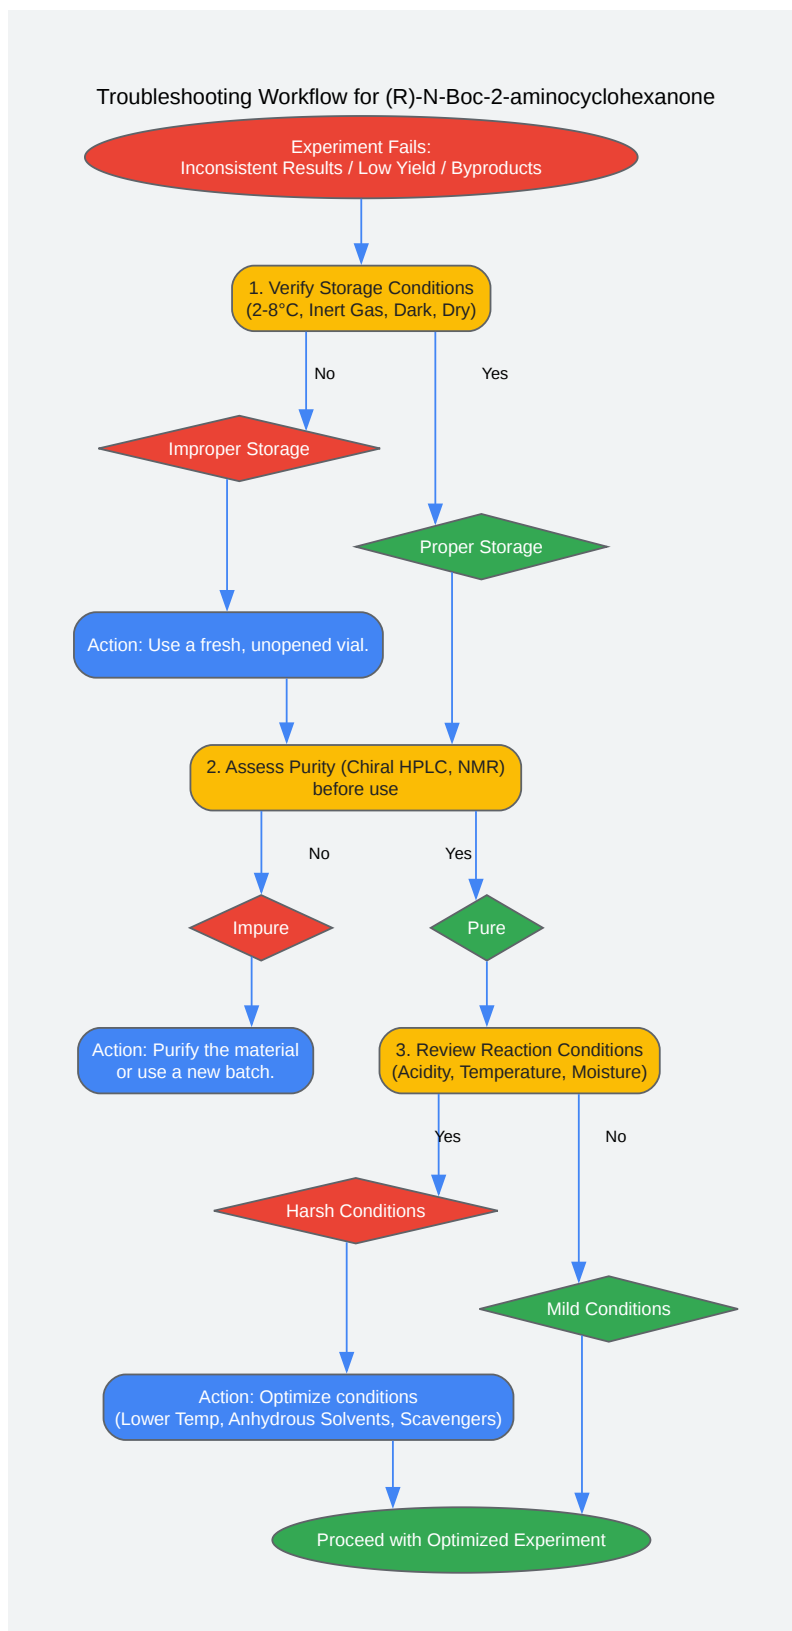 Troubleshooting Workflow for (R)-N-Boc-2-aminocyclohexanone
Experiment Fails:
Inconsistent Results / Low Yield / Byproducts
1. Verify Storage Conditions
(2-8°C, Inert Gas, Dark, Dry)
No
Yes
Improper Storage
Proper Storage
Action: Use a fresh, unopened vial.
2. Assess Purity (Chiral HPLC, NMR)
before use
No
Yes
Impure
Pure
Action: Purify the material
or use a new batch.
3. Review Reaction Conditions
(Acidity, Temperature, Moisture)
Yes
No
Harsh Conditions
Mild Conditions
Action: Optimize conditions
(Lower Temp, Anhydrous Solvents, Scavengers)
Proceed with Optimized Experiment